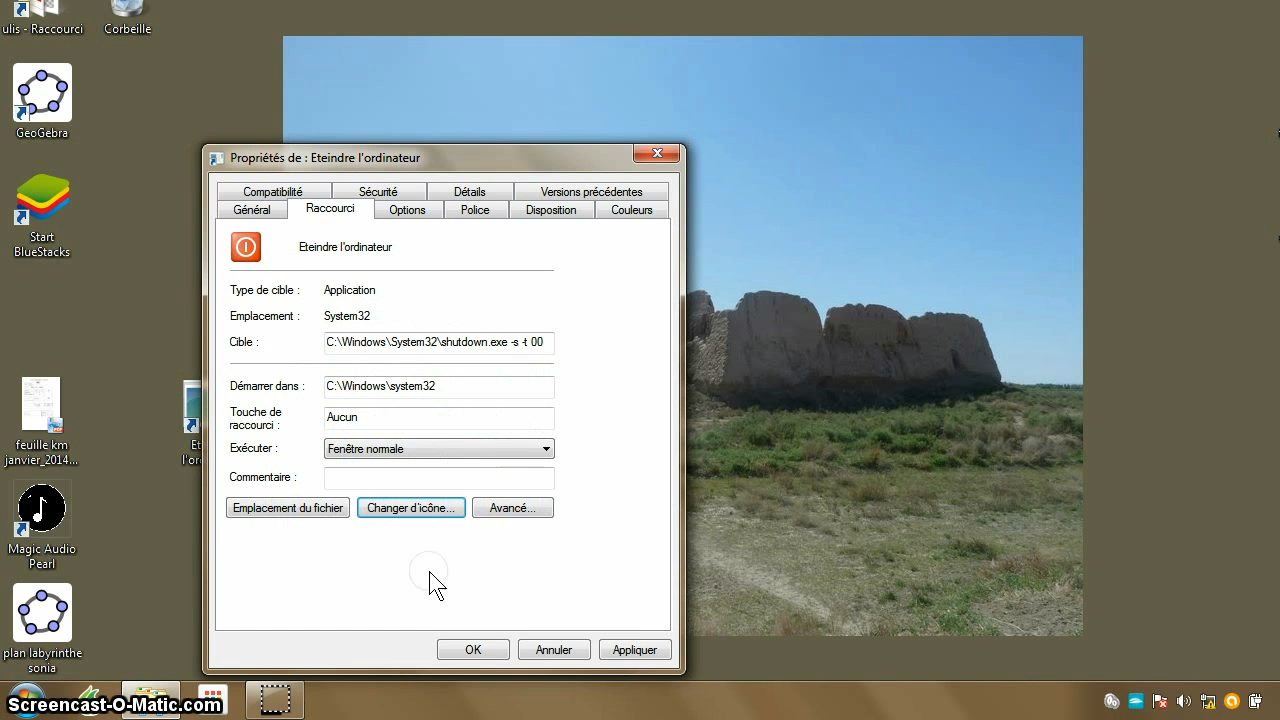 ulis - Raccourci
Corbeille
GeoGebra
Start
BlueStacks
feuille km
janvier_2014...
Et
l'orc
Magic Audio
Pearl
plan labyrinthe
sonia
Propriétés de : Eteindre l'ordinateur
Compatibilité
Sécurité
Détails
Versions précédentes
Général
Raccourci
Options
Police
Disposition
Couleurs
Eteindre l'ordinateur
Type de cible :
Application
Emplacement :
System32
Cible :
C:\Windows\System32\shutdown.exe -s -t 00
Démarrer dans :
C:\Windows\system32
Touche de
raccourci :
Aucun
Exécuter :
Fenêtre normale
Commentaire :
Emplacement du fichier
Changer d'icône...
Avancé...
OK
Annuler
Appliquer
Screencast-O-Matic.com